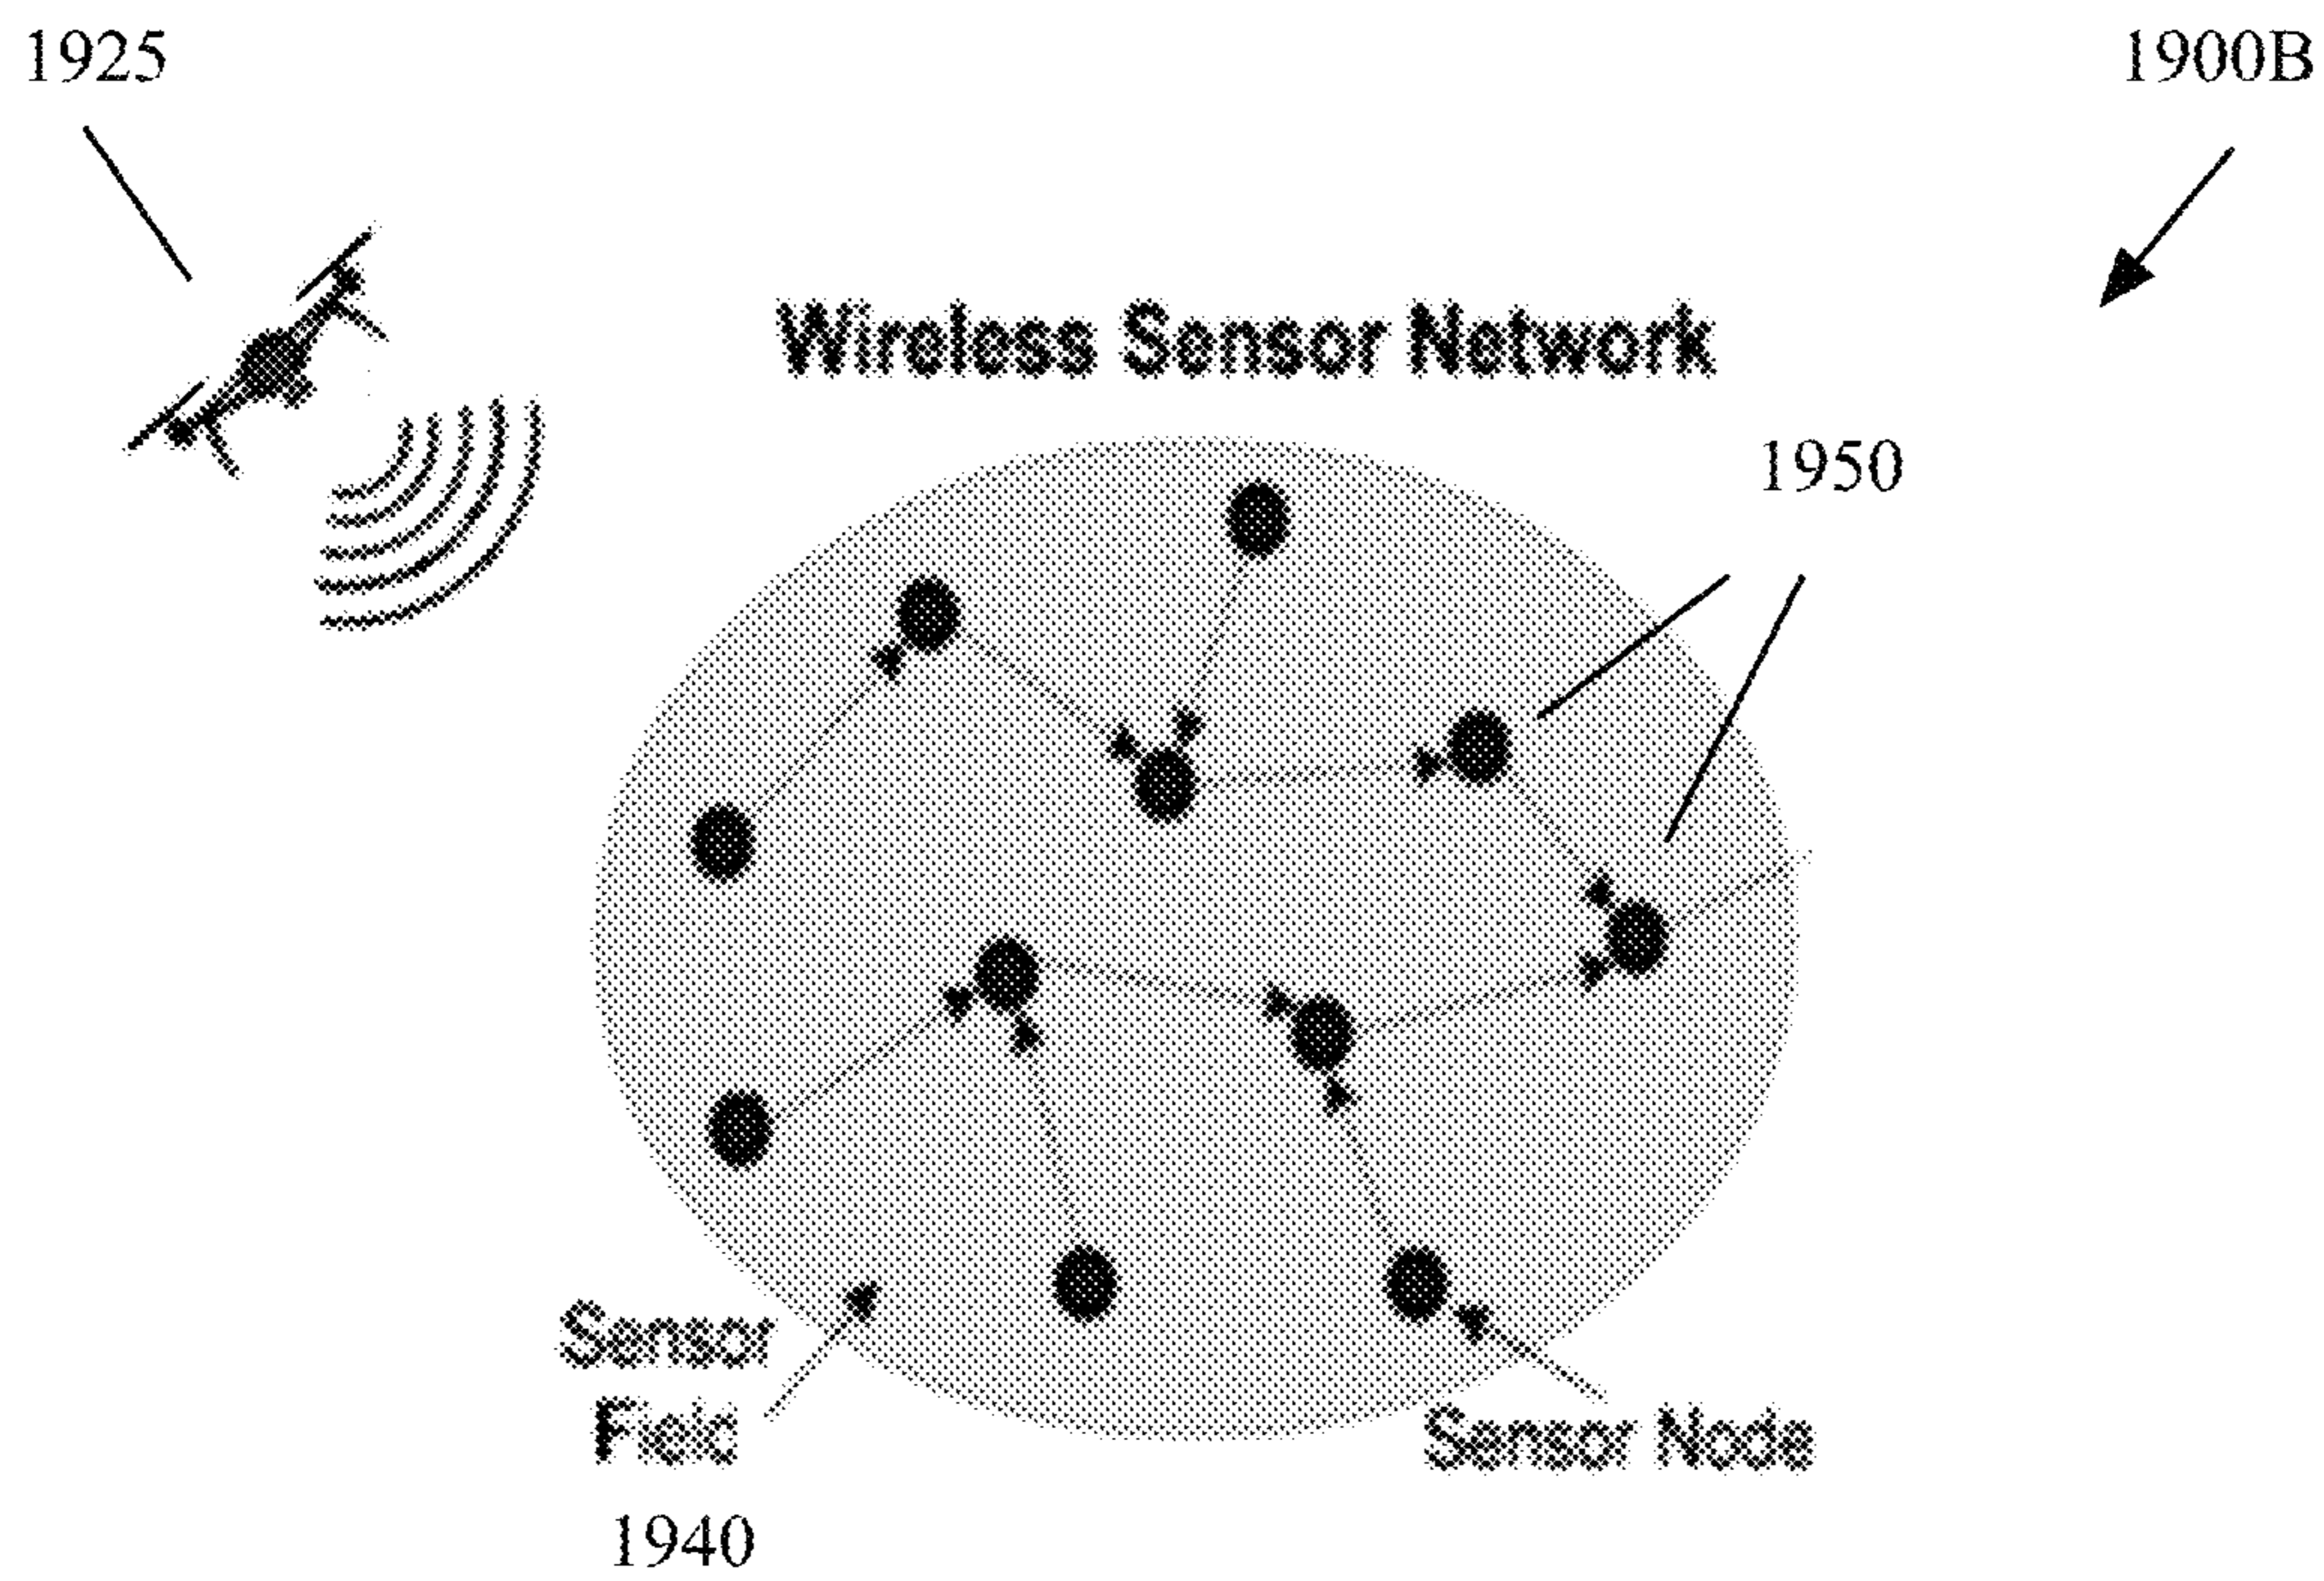 1925
1900B
Wireless Sensor Network
1950
Sensor
Field
1940
Sensor Node